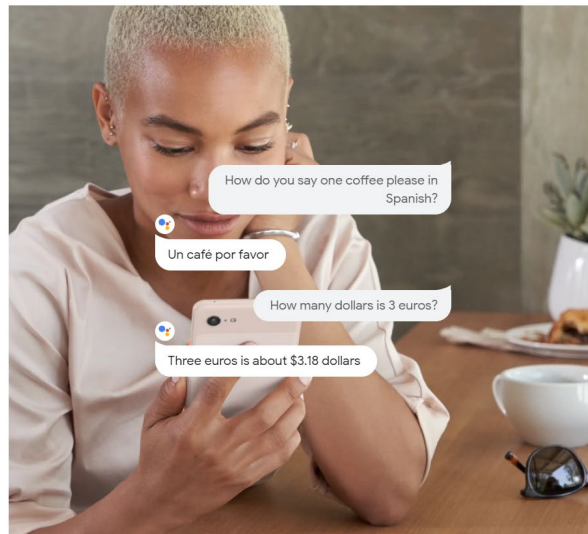 How do you say one coffee please in
Spanish?
Un café por favor
How many dollars is 3 euros?
Three euros is about $3.18 dollars